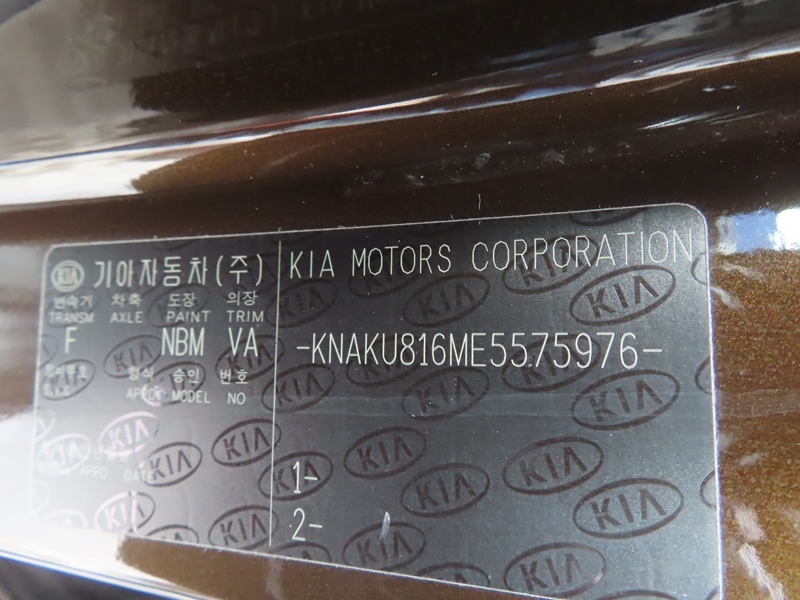 KIA 기아자동차(주)
KIA MOTORS CORPORATION
변속기 차축 도장 의장
TRANSM AXLE PAINT TRIM
F NBM VA
-KNAKU816ME5575976-
형식 승인 번호
MODEL NO
APPD DATE
1-
2-